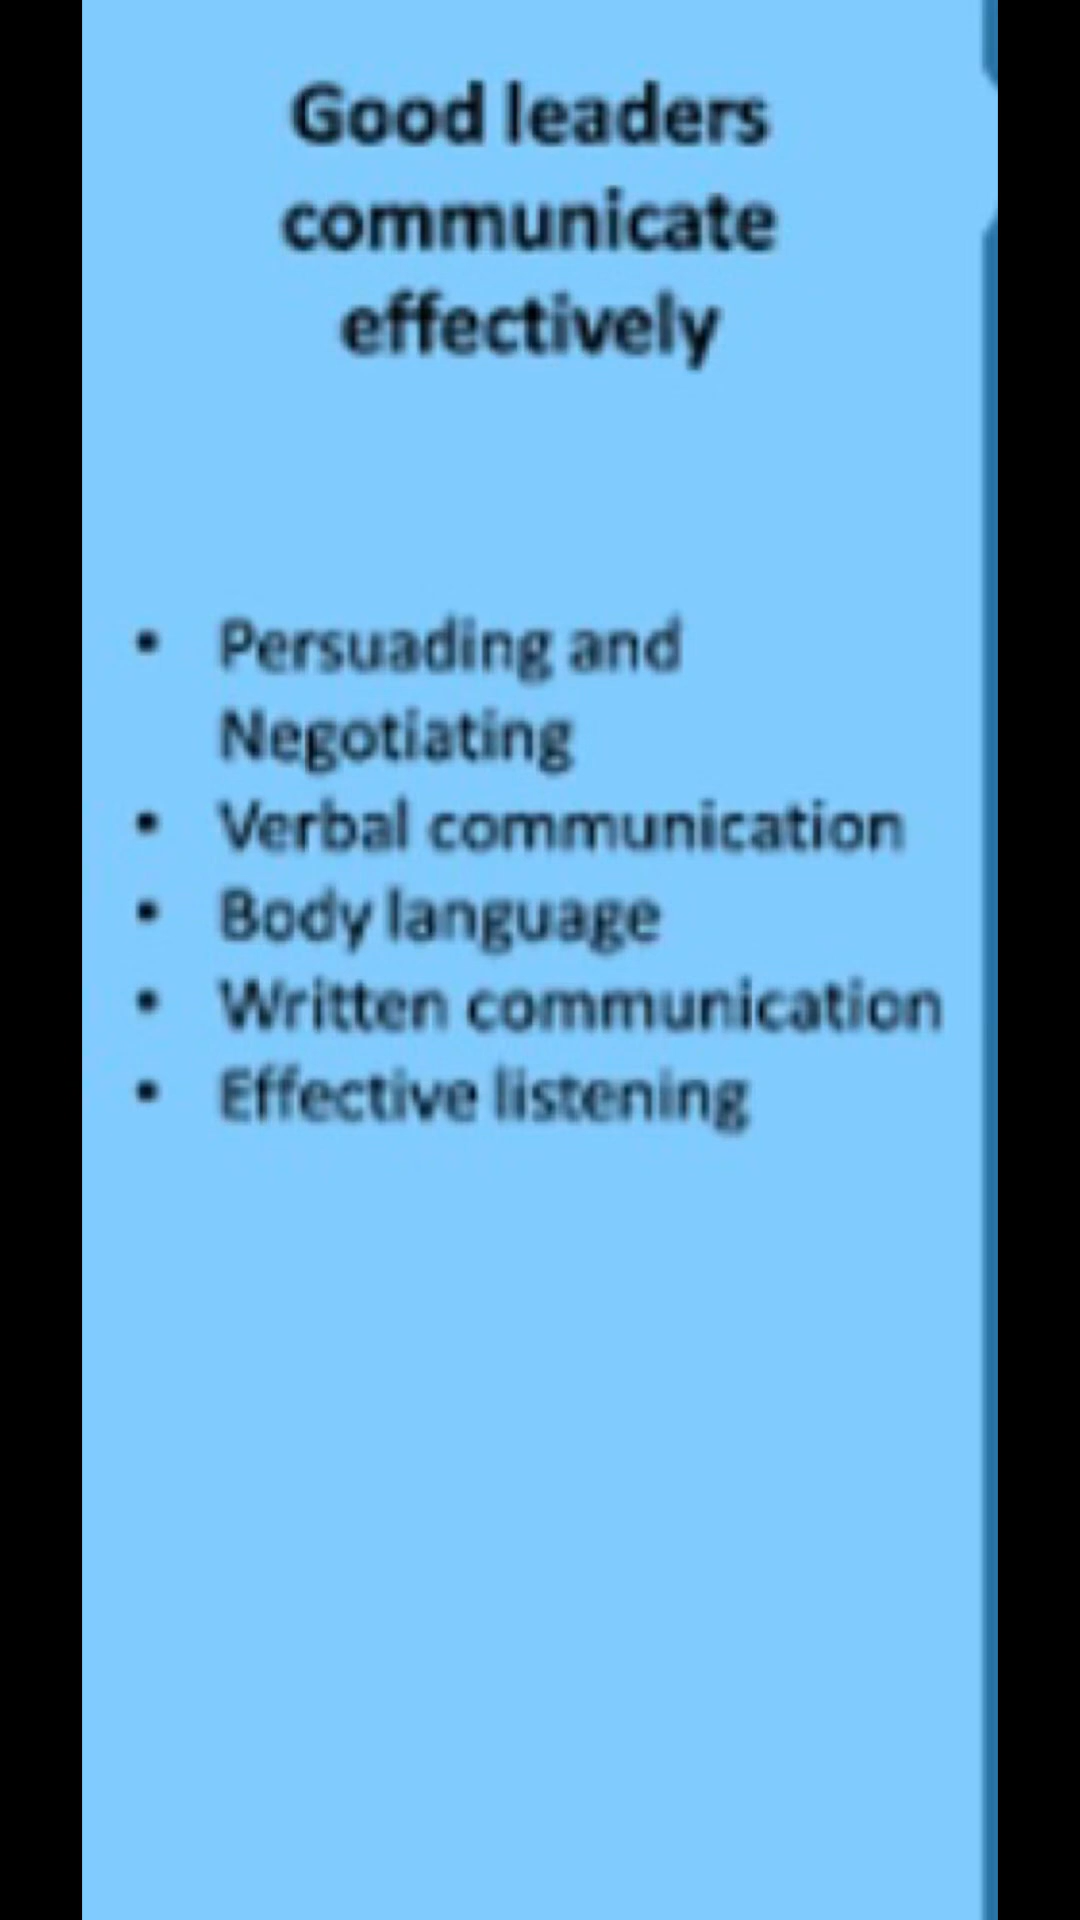 Good leaders
communicate
effectively
• Persuading and
Negotiating
• Verbal communication
• Body language
• Written communication
• Effective listening